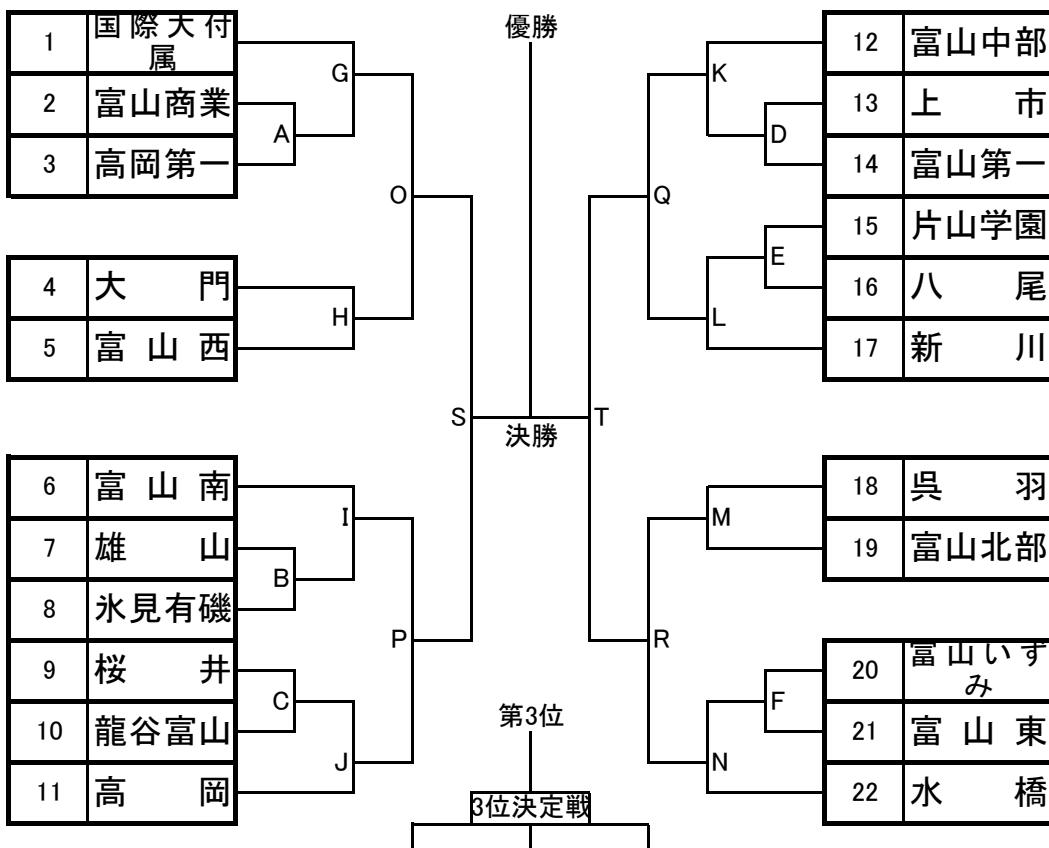 優勝
1 国際大付属
2 富山商業
3 高岡第一
4 大門
5 富山西
6 富山南
7 雄山
8 氷見有磯
9 桜井
10 龍谷富山
11 高岡
G
A
O
H
S
I
B
P
C
J
決勝
第3位
3位決定戦
K
D
Q
E
L
T
M
R
F
N
12 富山中部
13 上市
14 富山第一
15 片山学園
16 八尾
17 新川
18 呉羽
19 富山北部
20 富山いずみ
21 富山東
22 水橋